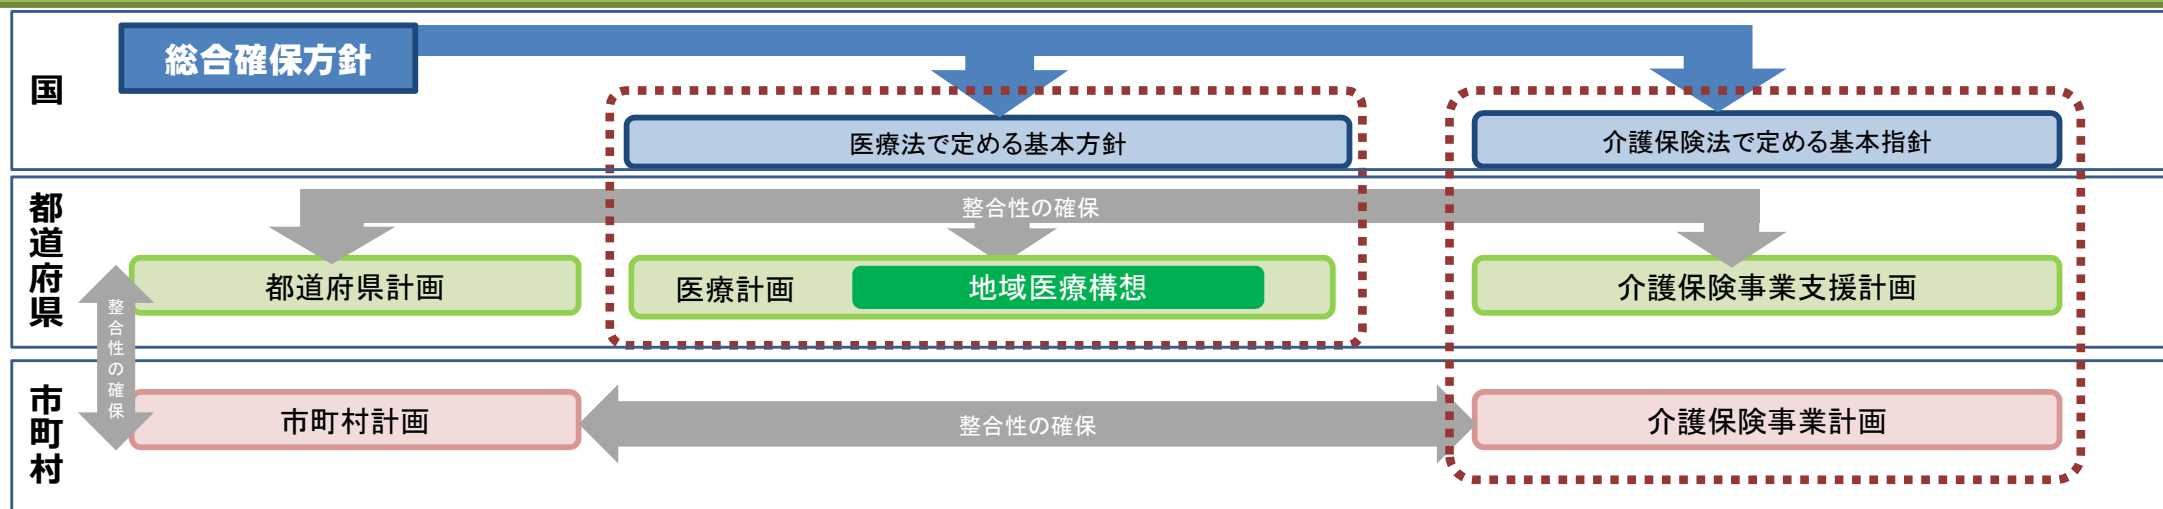 国
総合確保方針
医療法で定める基本方針
介護保険法で定める基本指針
都道府県
整合性の確保
都道府県計画
医療計画
地域医療構想
介護保険事業支援計画
整合性の確保
市町村
市町村計画
整合性の確保
介護保険事業計画